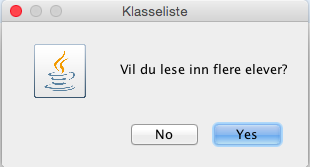 Klasseliste
Vil du lese inn flere elever?
No
Yes